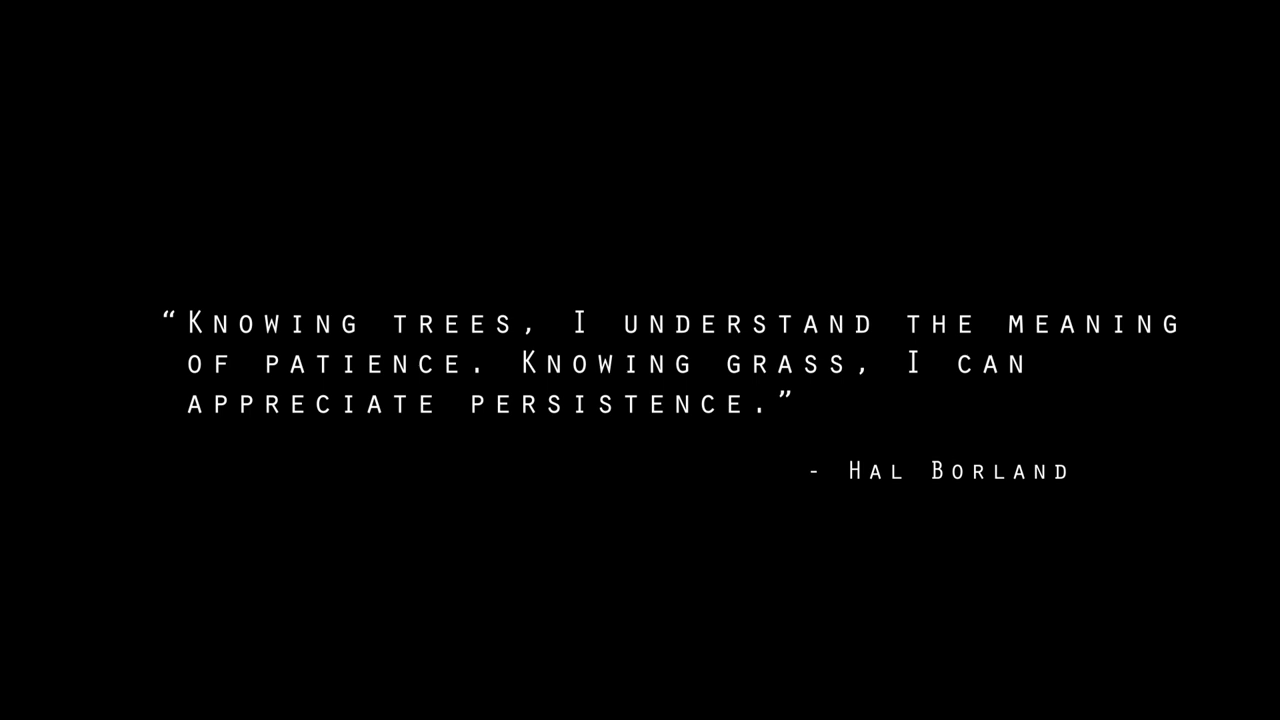 “Knowing trees, I understand the meaning
of patience. Knowing grass, I can
appreciate persistence.”
- Hal Borland